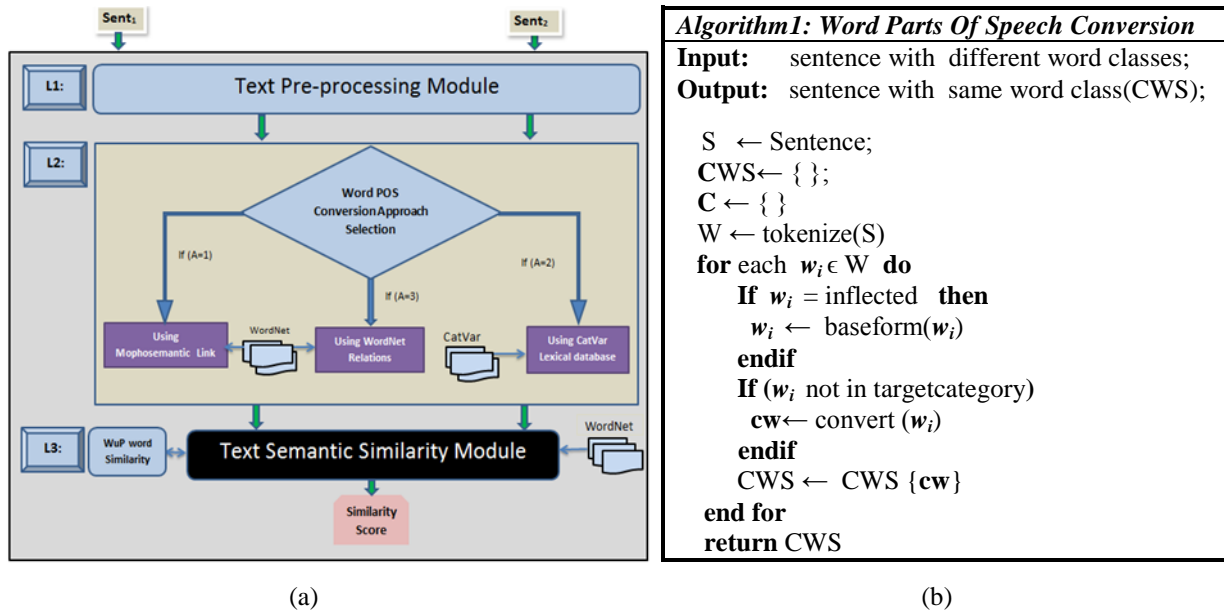 Sent1
Sent2
L1:
Text Pre-processing Module
L2:
Word POS
Conversion Approach
Selection
If (A=1)
If (A=2)
If (A=3)
Using
Mophosemantic Link
WordNet
Using WordNet
Relations
CatVar
Using CatVar
Lexical database
L3:
WuP word
Similarity
Text Semantic Similarity Module
WordNet
Similarity
Score
(a)
Algorithm1: Word Parts Of Speech Conversion
Input: sentence with different word classes;
Output: sentence with same word class(CWS);
S ← Sentence;
CWS← { };
C ← { }
W ← tokenize(S)
for each wi ϵ W do
If wi = inflected then
wi ← baseform(wi)
endif
If (wi not in targetcategory)
cw← convert (wi)
endif
CWS ← CWS {cw}
end for
return CWS
(b)